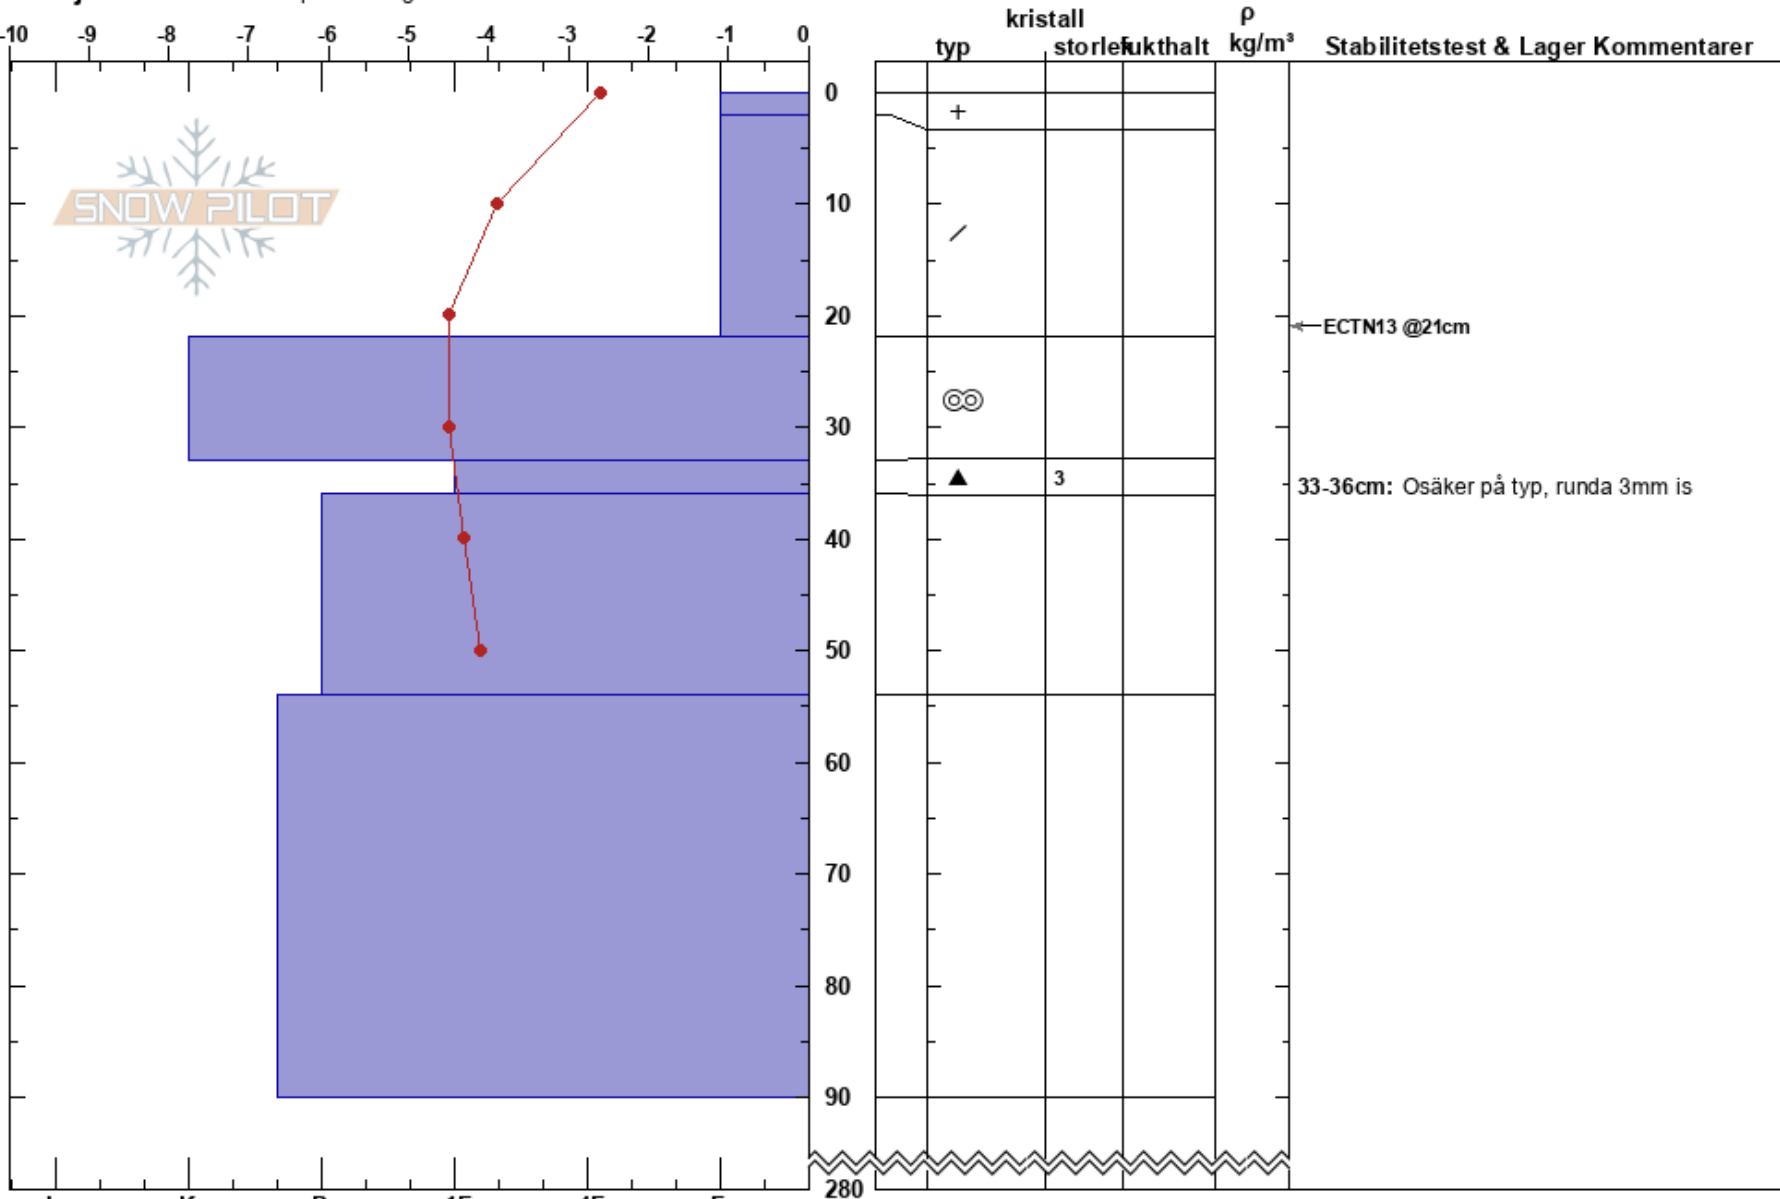 kristall ρ
-10 -9 -8 -7 -6 -5 -4 -3 -2 -1 0 typ storlek fukthalt kg/m³ Stabilitetstest & Lager Kommentarer
0
SNOW PILOT
10
20
ECTN13 @21cm
30
3
33-36cm: Osäker på typ, runda 3mm is
40
50
60
70
80
90
280